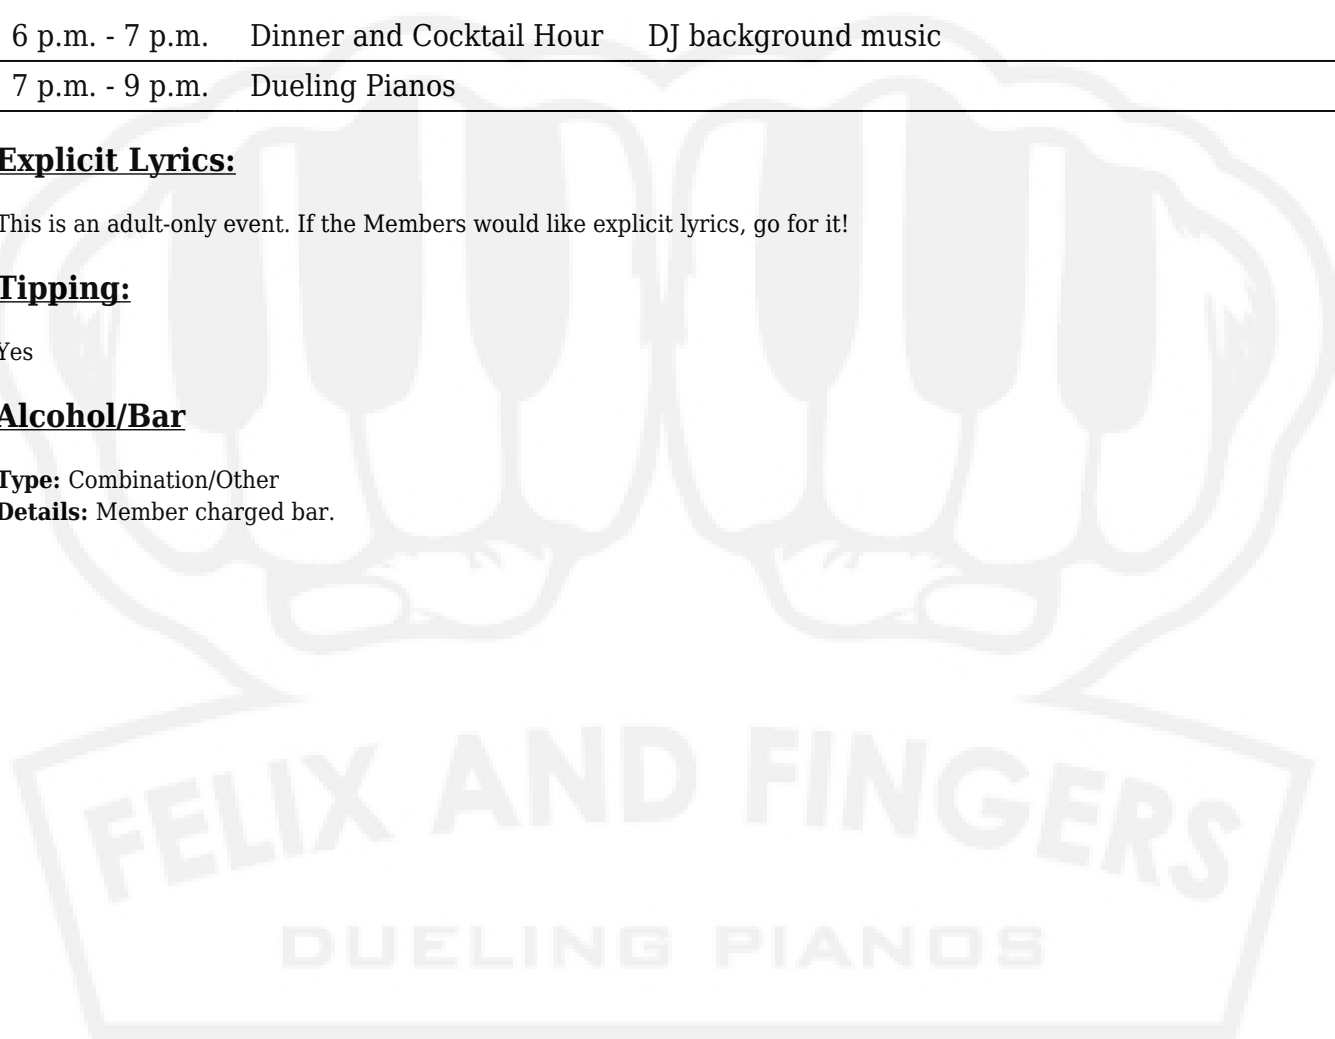 6 p.m. - 7 p.m. Dinner and Cocktail Hour DJ background music
7 p.m. - 9 p.m. Dueling Pianos
Explicit Lyrics:
This is an adult-only event. If the Members would like explicit lyrics, go for it!
Tipping:
Yes
Alcohol/Bar
Type: Combination/Other
Details: Member charged bar.
FELIX AND FINGERS
DUELING PIANOS